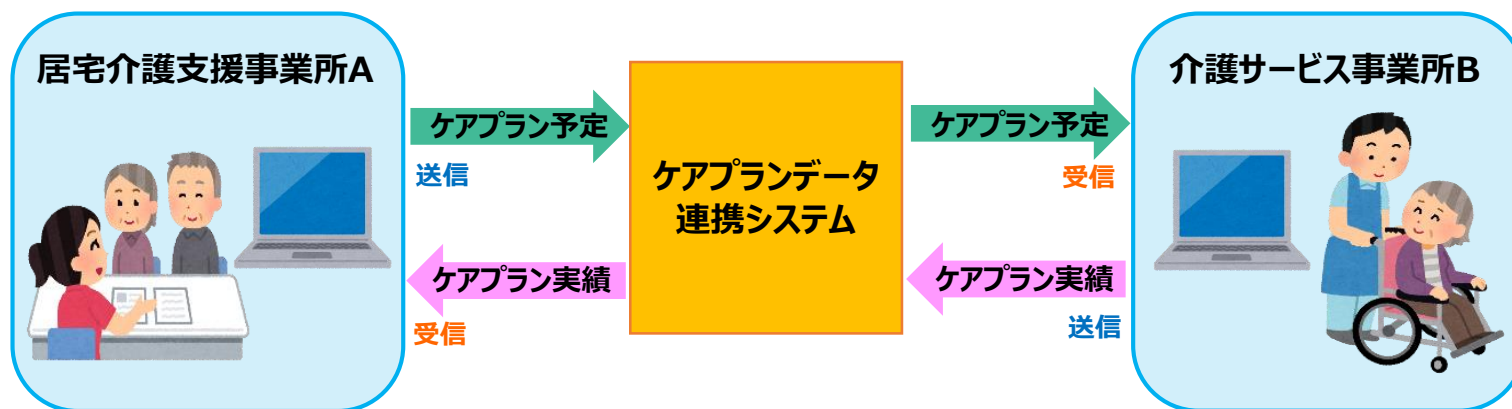 居宅介護支援事業所A
ケアプラン予定
送信
ケアプラン実績
受信
ケアプランデータ
連携システム
ケアプラン予定
受信
ケアプラン実績
送信
介護サービス事業所B